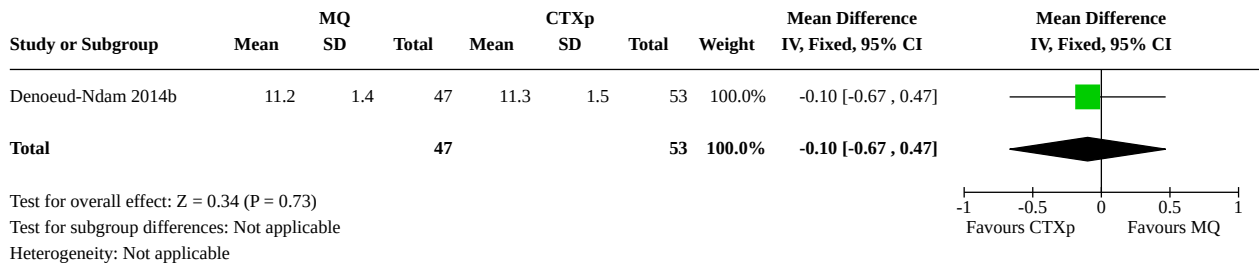 MQ CTXp Mean Difference Mean Difference
Study or Subgroup Mean SD Total Mean SD Total Weight IV, Fixed, 95% CI IV, Fixed, 95% CI
Denoeud-Ndam 2014b 11.2 1.4 47 11.3 1.5 53 100.0% -0.10 [-0.67 , 0.47]
Total 47 53 100.0% -0.10 [-0.67 , 0.47]
Test for overall effect: Z = 0.34 (P = 0.73)
Test for subgroup differences: Not applicable
Heterogeneity: Not applicable
-1 -0.5 0 0.5 1
Favours CTXp Favours MQ